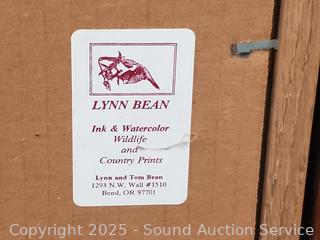 LYNN BEAN
Ink & Watercolor
Wildlife
and
Country Prints
Lynn and Tom Bean
1293 N.W. Wall #1510
Bend, OR 97701
Copyright 2025 - Sound Auction Service